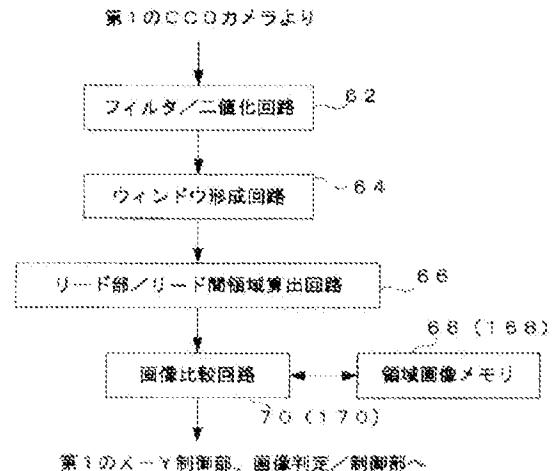 第1のCCDカメラより
フィルタ／二値化回路
62
ウィンドウ形成回路
64
リード部／リード間領域算出回路
66
68(168)
画像比較回路
領域画像メモリ
70(170)
第1のX－Y制御部、画像判定／制御部へ